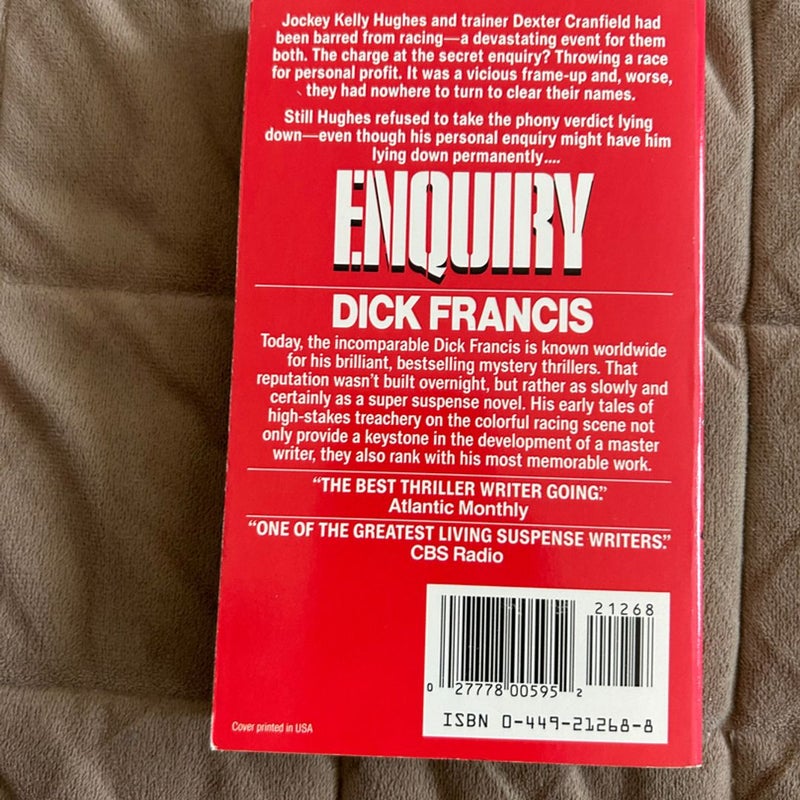 Jockey Kelly Hughes and trainer Dexter Cranfield had
been barred from racing—a devastating event for them
both. The charge at the secret enquiry? Throwing a race
for personal profit. It was a vicious frame-up and, worse,
they had nowhere to turn to clear their names.
Still Hughes refused to take the phony verdict lying
down—even though his personal enquiry might have him
lying down permanently....
ENQUIRY
DICK FRANCIS
Today, the incomparable Dick Francis is known worldwide
for his brilliant, bestselling mystery thrillers. That
reputation wasn't built overnight, but rather as slowly and
certainly as a super suspense novel. His early tales of
high-stakes treachery on the colorful racing scene not
only provide a keystone in the development of a master
writer, they also rank with his most memorable work.
“THE BEST THRILLER WRITER GOING.”
Atlantic Monthly
“ONE OF THE GREATEST LIVING SUSPENSE WRITERS.”
CBS Radio
21268
0 27778 00595 2
ISBN 0-449-21268-8
Cover printed in USA